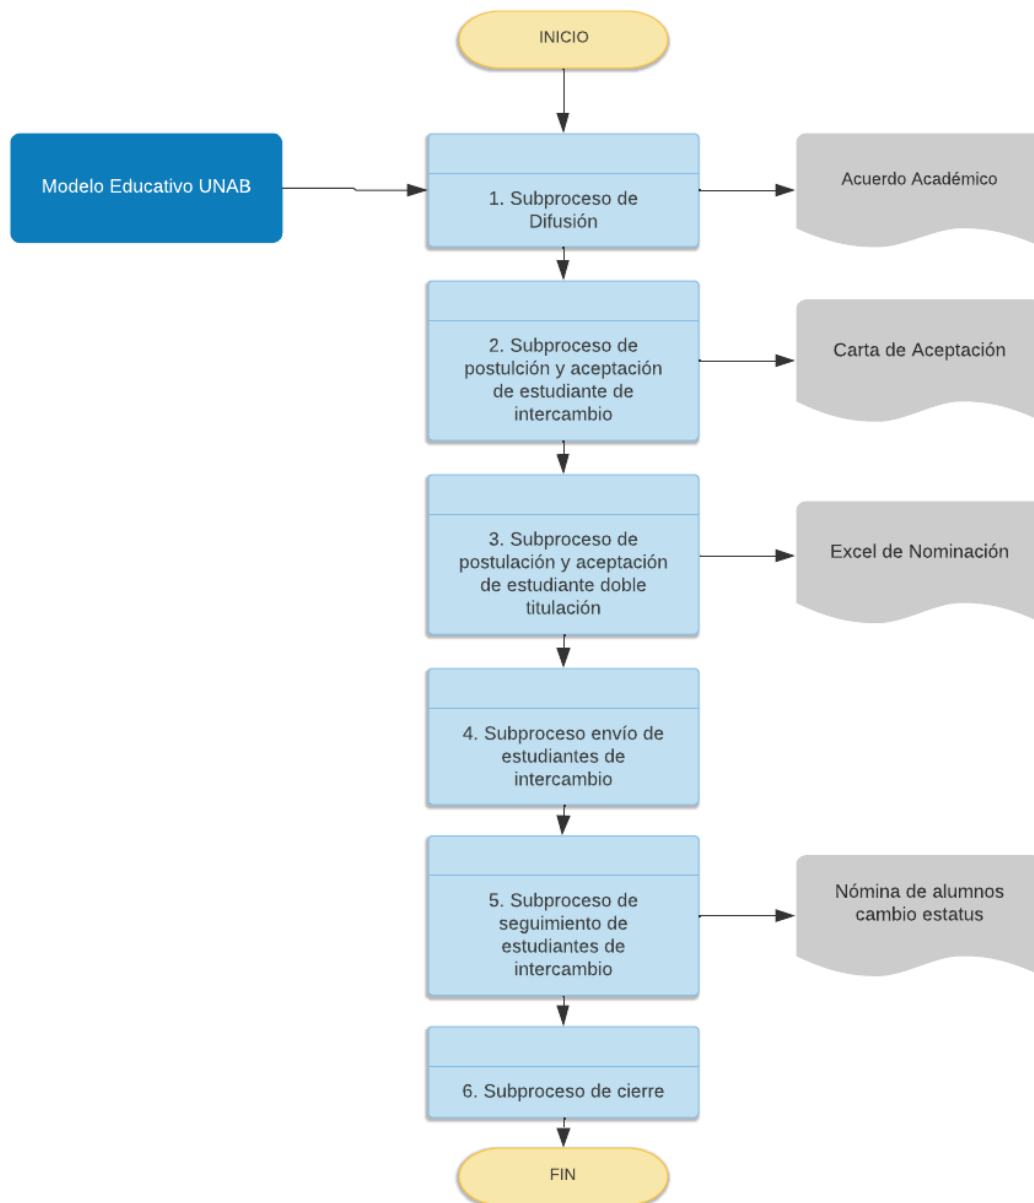 INICIO
Modelo Educativo UNAB
1. Subproceso de
Difusión
Acuerdo Académico
2. Subproceso de
postulción y aceptación
de estudiante de
intercambio
Carta de Aceptación
3. Subproceso de
postulación y aceptación
de estudiante doble
titulación
Excel de Nominación
4. Subproceso envío de
estudiantes de
intercambio
5. Subproceso de
seguimiento de
estudiantes de
intercambio
Nómina de alumnos
cambio estatus
6. Subproceso de cierre
FIN